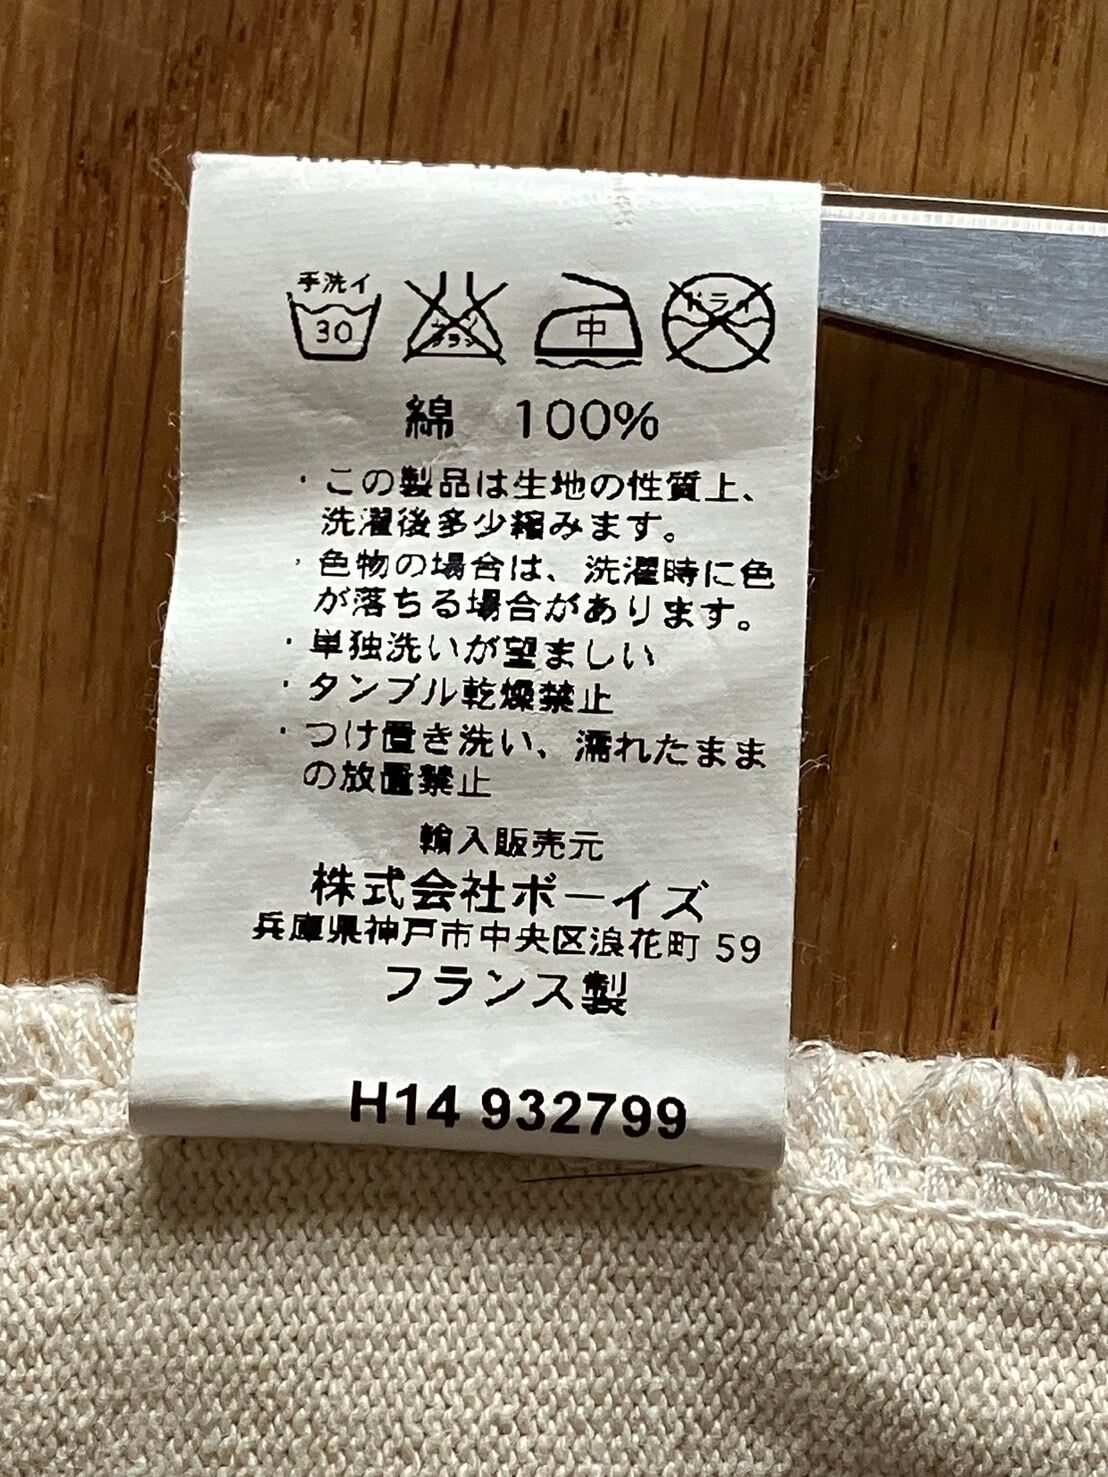 手洗イ
30
エンソ
サラシ
中
ドライ
綿 100%
・この製品は生地の性質上、
洗濯後多少縮みます。
・色物の場合は、洗濯時に色
が落ちる場合があります。
・単独洗いが望ましい
・タンブル乾燥禁止
・つけ置き洗い、濡れたまま
の放置禁止
輸入販売元
株式会社ボーイズ
兵庫県神戸市中央区浪花町 59
フランス製
H14 932799